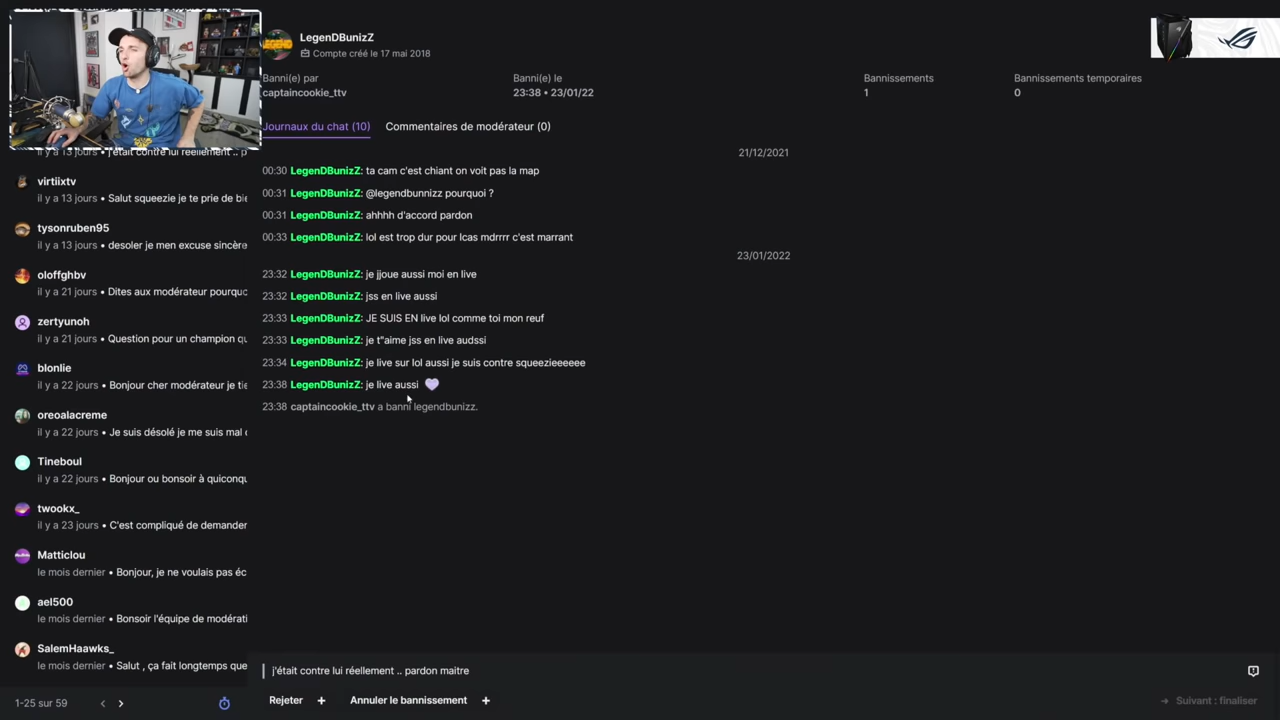 LegenDBunizZ
Compte créé le 17 mai 2018
Banni(e) par
captaincookie_ttv
Banni(e) le
23:38 • 23/01/22
Bannissements
1
Bannissements temporaires
0
Journaux du chat (10)
Commentaires de modérateur (0)
il y a 13 jours • j'était contre lui réellement .. p
virtiixtv
il y a 13 jours • Salut squeezie je te prie de bie
tysonruben95
il y a 13 jours • desoler je men excuse sincère
oloffghbv
il y a 21 jours • Dites aux modérateur pourquo
zertyunoh
il y a 21 jours • Question pour un champion qu
blonlie
il y a 22 jours • Bonjour cher modérateur je tie
oreoalacreme
il y a 22 jours • Je suis désolé je me suis mal
Tineboul
il y a 22 jours • Bonjour ou bonsoir à quiconqu
twookx_
il y a 23 jours • C'est compliqué de demander
Matticlou
le mois dernier • Bonjour, je ne voulais pas éc
ael500
le mois dernier • Bonsoir l'équipe de modérati
SalemHaawks_
le mois dernier • Salut , ça fait longtemps que
1-25 sur 59
21/12/2021
00:30 LegenDBunizZ: ta cam c'est chiant on voit pas la map
00:31 LegenDBunizZ: @legendbunnizz pourquoi ?
00:31 LegenDBunizZ: ahhhh d'accord pardon
00:33 LegenDBunizZ: lol est trop dur pour lcas mdrrrr c'est marrant
23/01/2022
23:32 LegenDBunizZ: je jjoue aussi moi en live
23:32 LegenDBunizZ: jss en live aussi
23:33 LegenDBunizZ: JE SUIS EN live lol comme toi mon reuf
23:33 LegenDBunizZ: je t"aime jss en live audssi
23:34 LegenDBunizZ: je live sur lol aussi je suis contre squeezieeeeee
23:38 LegenDBunizZ: je live aussi
23:38 captaincookie_ttv a banni legendbunizz.
j'était contre lui réellement .. pardon maitre
Rejeter +
Annuler le bannissement +
→ Suivant : finaliser